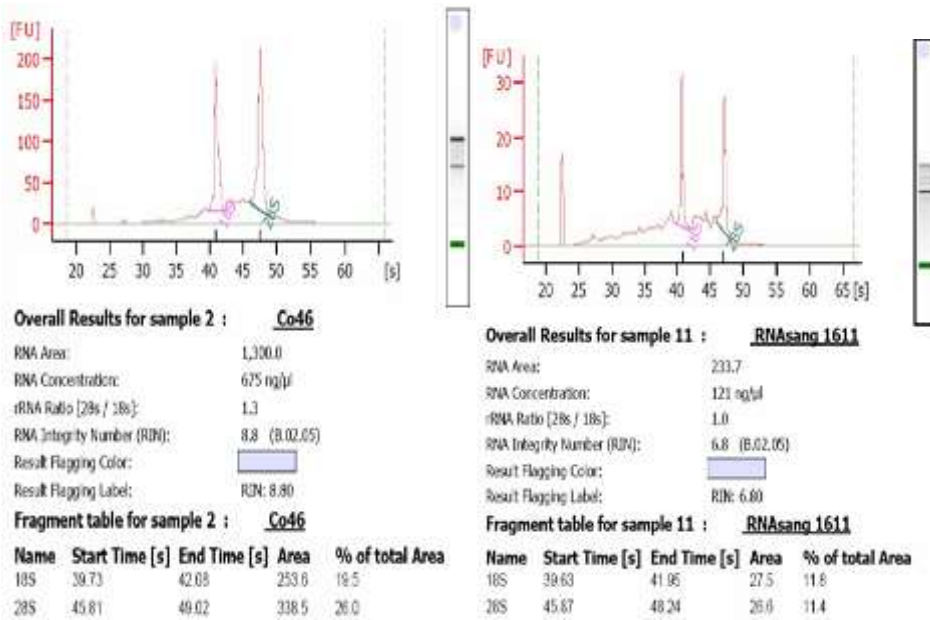 [FU]
200
150
100
50
0
20 25 30 35 40 45 50 55 60 [s]
18S
28S
Overall Results for sample 2 : Co46
RNA Area: 1,300.0
RNA Concentration: 675 ng/µl
rRNA Ratio [28s / 18s]: 1.3
RNA Integrity Number (RIN): 8.8 (B.02.05)
Result Flagging Color:
Result Flagging Label: RIN: 8.80
Fragment table for sample 2 : Co46
Name Start Time [s] End Time [s] Area % of total Area
18S 39.73 42.08 253.6 19.5
28S 45.81 49.02 338.5 26.0
[FU]
30
20
10
0
20 25 30 35 40 45 50 55 60 65 [s]
18S
28S
Overall Results for sample 11 : RNAsang 1611
RNA Area: 233.7
RNA Concentration: 121 ng/µl
rRNA Ratio [28s / 18s]: 1.0
RNA Integrity Number (RIN): 6.8 (B.02.05)
Result Flagging Color:
Result Flagging Label: RIN: 6.80
Fragment table for sample 11 : RNAsang 1611
Name Start Time [s] End Time [s] Area % of total Area
18S 39.63 41.95 27.5 11.8
28S 45.87 48.24 26.6 11.4